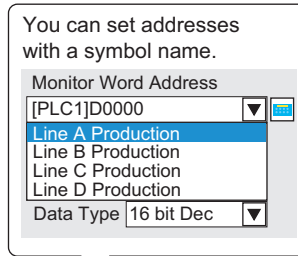 You can set addresses
with a symbol name.
Monitor Word Address
[PLC1]D0000
Line A Production
Line B Production
Line C Production
Line D Production
Data Type 16 bit Dec